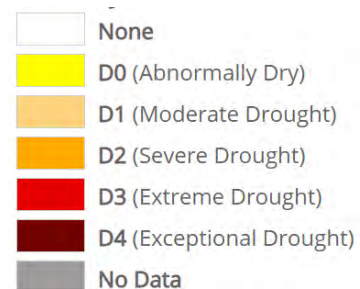 None
D0 (Abnormally Dry)
D1 (Moderate Drought)
D2 (Severe Drought)
D3 (Extreme Drought)
D4 (Exceptional Drought)
No Data